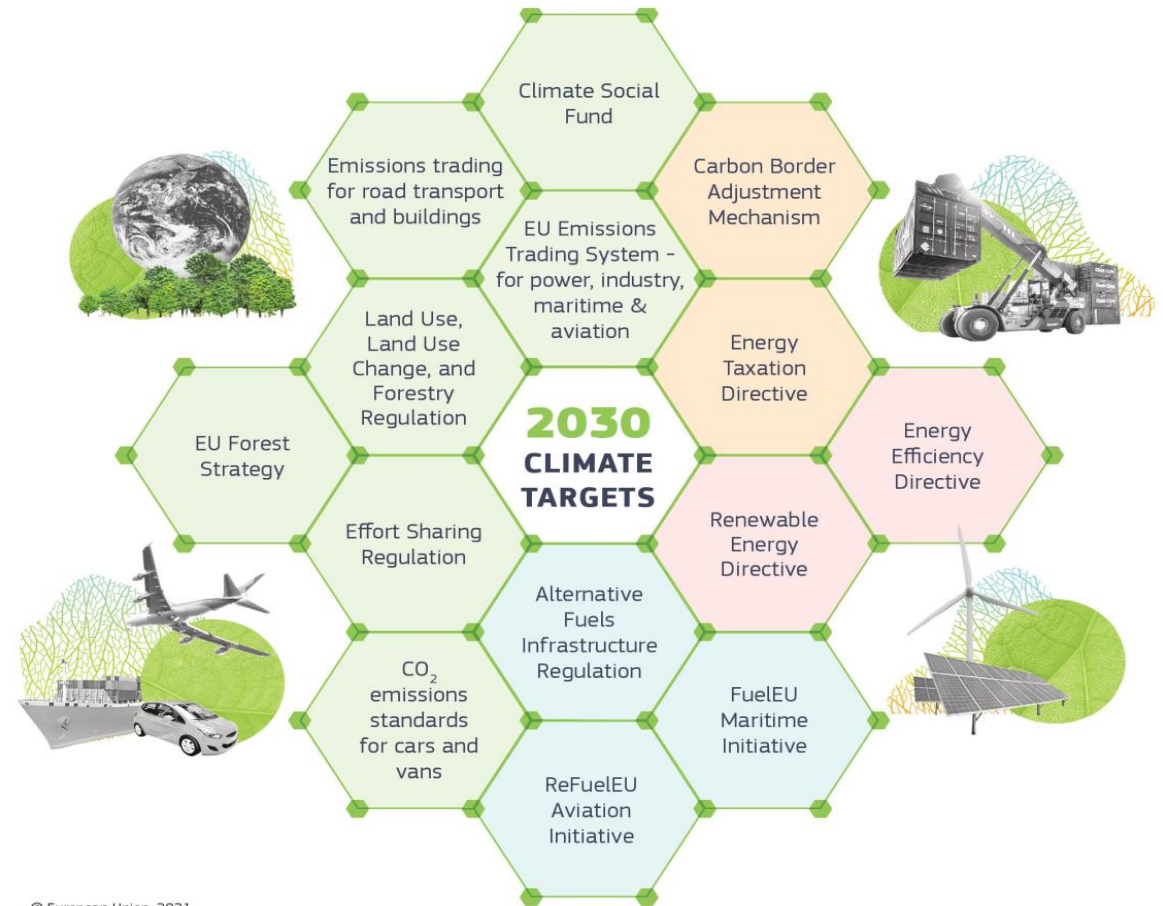 Climate Social
Fund
Emissions trading
for road transport
and buildings
Carbon Border
Adjustment
Mechanism
EU Emissions
Trading System -
for power, industry,
maritime &
aviation
Land Use,
Land Use
Change, and
Forestry
Regulation
Energy
Taxation
Directive
EU Forest
Strategy
2030
CLIMATE
TARGETS
Energy
Efficiency
Directive
Effort Sharing
Regulation
Renewable
Energy
Directive
Alternative
Fuels
Infrastructure
Regulation
CO₂
emissions
standards
for cars and
vans
FuelEU
Maritime
Initiative
ReFuelEU
Aviation
Initiative
© European Union, 2021